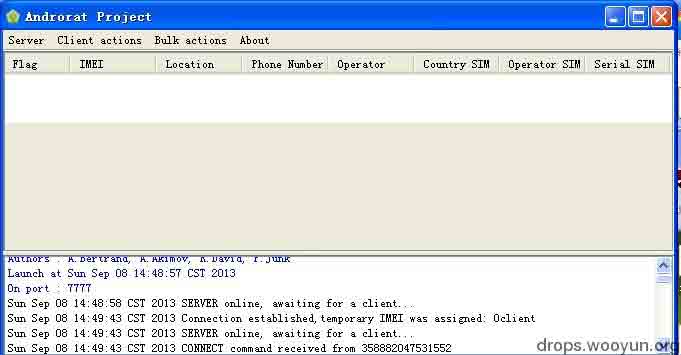 Androrat Project
Server Client actions Bulk actions About
Flag IMEI Location Phone Number Operator Country SIM Operator SIM Serial SIM
Authors : A.Bertrand, A.Akimov, R.David, P.Junk
Launch at Sun Sep 08 14:48:57 CST 2013
On port : 7777
Sun Sep 08 14:48:58 CST 2013 SERVER online, awaiting for a client...
Sun Sep 08 14:49:43 CST 2013 Connection established,temporary IMEI was assigned: 0client
Sun Sep 08 14:49:43 CST 2013 SERVER online, awaiting for a client...
Sun Sep 08 14:49:43 CST 2013 CONNECT command received from 358882047531552
drops.wooyun.org